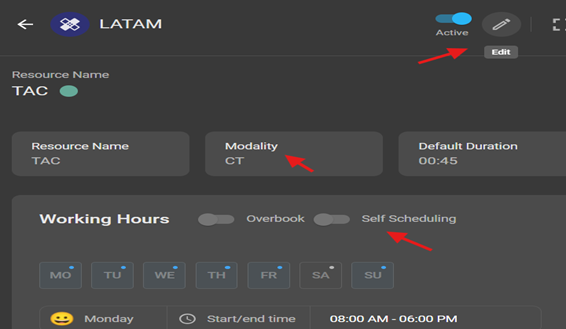 LATAM
Active
Edit
Resource Name
TAC
Resource Name
TAC
Modality
CT
Default Duration
00:45
Working Hours Overbook Self Scheduling
MO TU WE TH FR SA SU
Monday Start/end time 08:00 AM - 06:00 PM